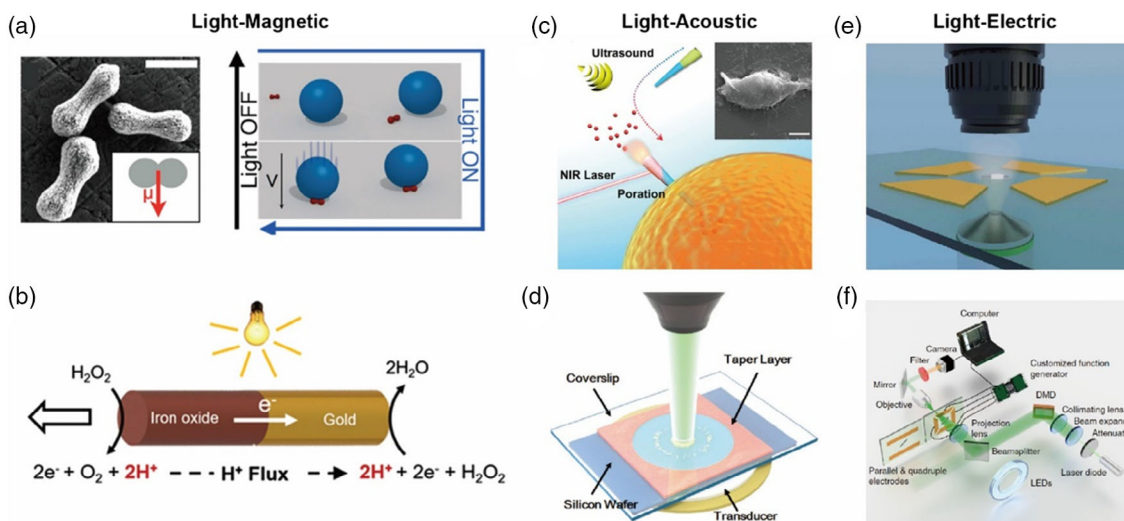 Light-Magnetic
Light-Acoustic
Light-Electric
(a)
μ
Light OFF
V
Light ON
(b)
H₂O₂
2H₂O
Iron oxide
e⁻
Gold
2e⁻ + O₂ + 2H⁺ – – – H⁺ Flux – – ➔ 2H⁺ + 2e⁻ + H₂O₂
(c)
Ultrasound
NIR Laser
Poration
(d)
Coverslip
Taper Layer
Silicon Wafer
Transducer
(e)
(f)
Computer
Camera
Filter
Mirror
Objective
Customized function
generator
DMD
Collimating lens
Beam expand
Attenuat
Projection
lens
Beamsplitter
Laser diode
LEDs
Parallel & quadruple
electrodes